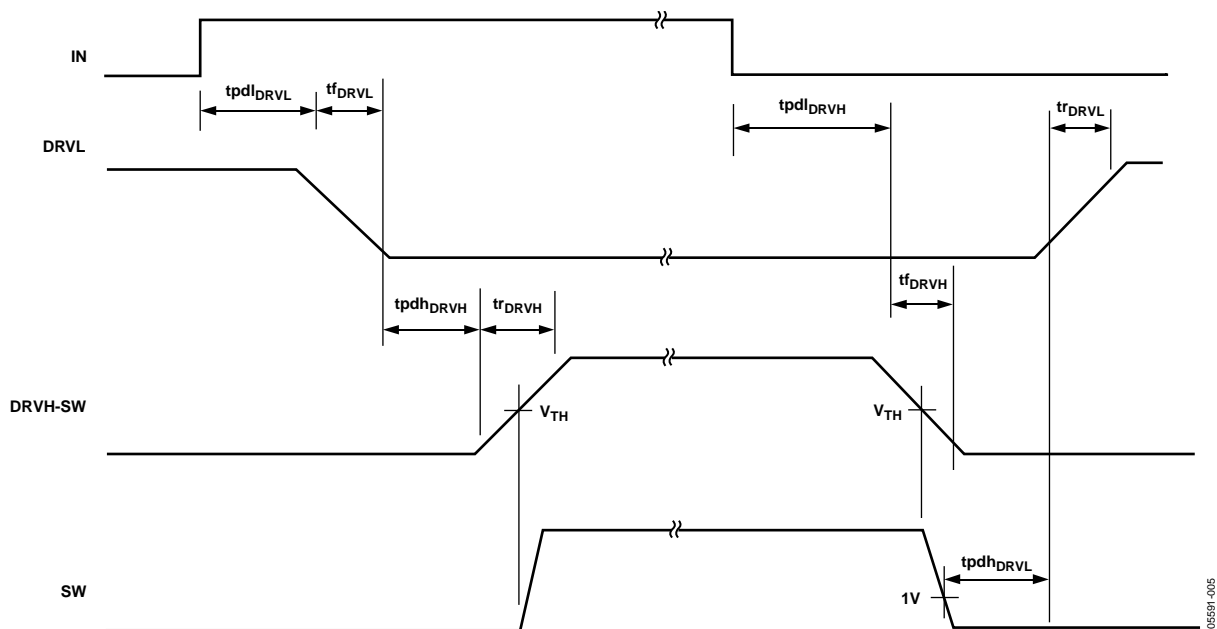 IN
tpdlDRVL
tfDRVL
tpdlDRVH
trDRVL
DRVL
tfDRVH
tpdhDRVH
trDRVH
DRVH-SW
VTH
VTH
tpdhDRVL
SW
1V
05591-005